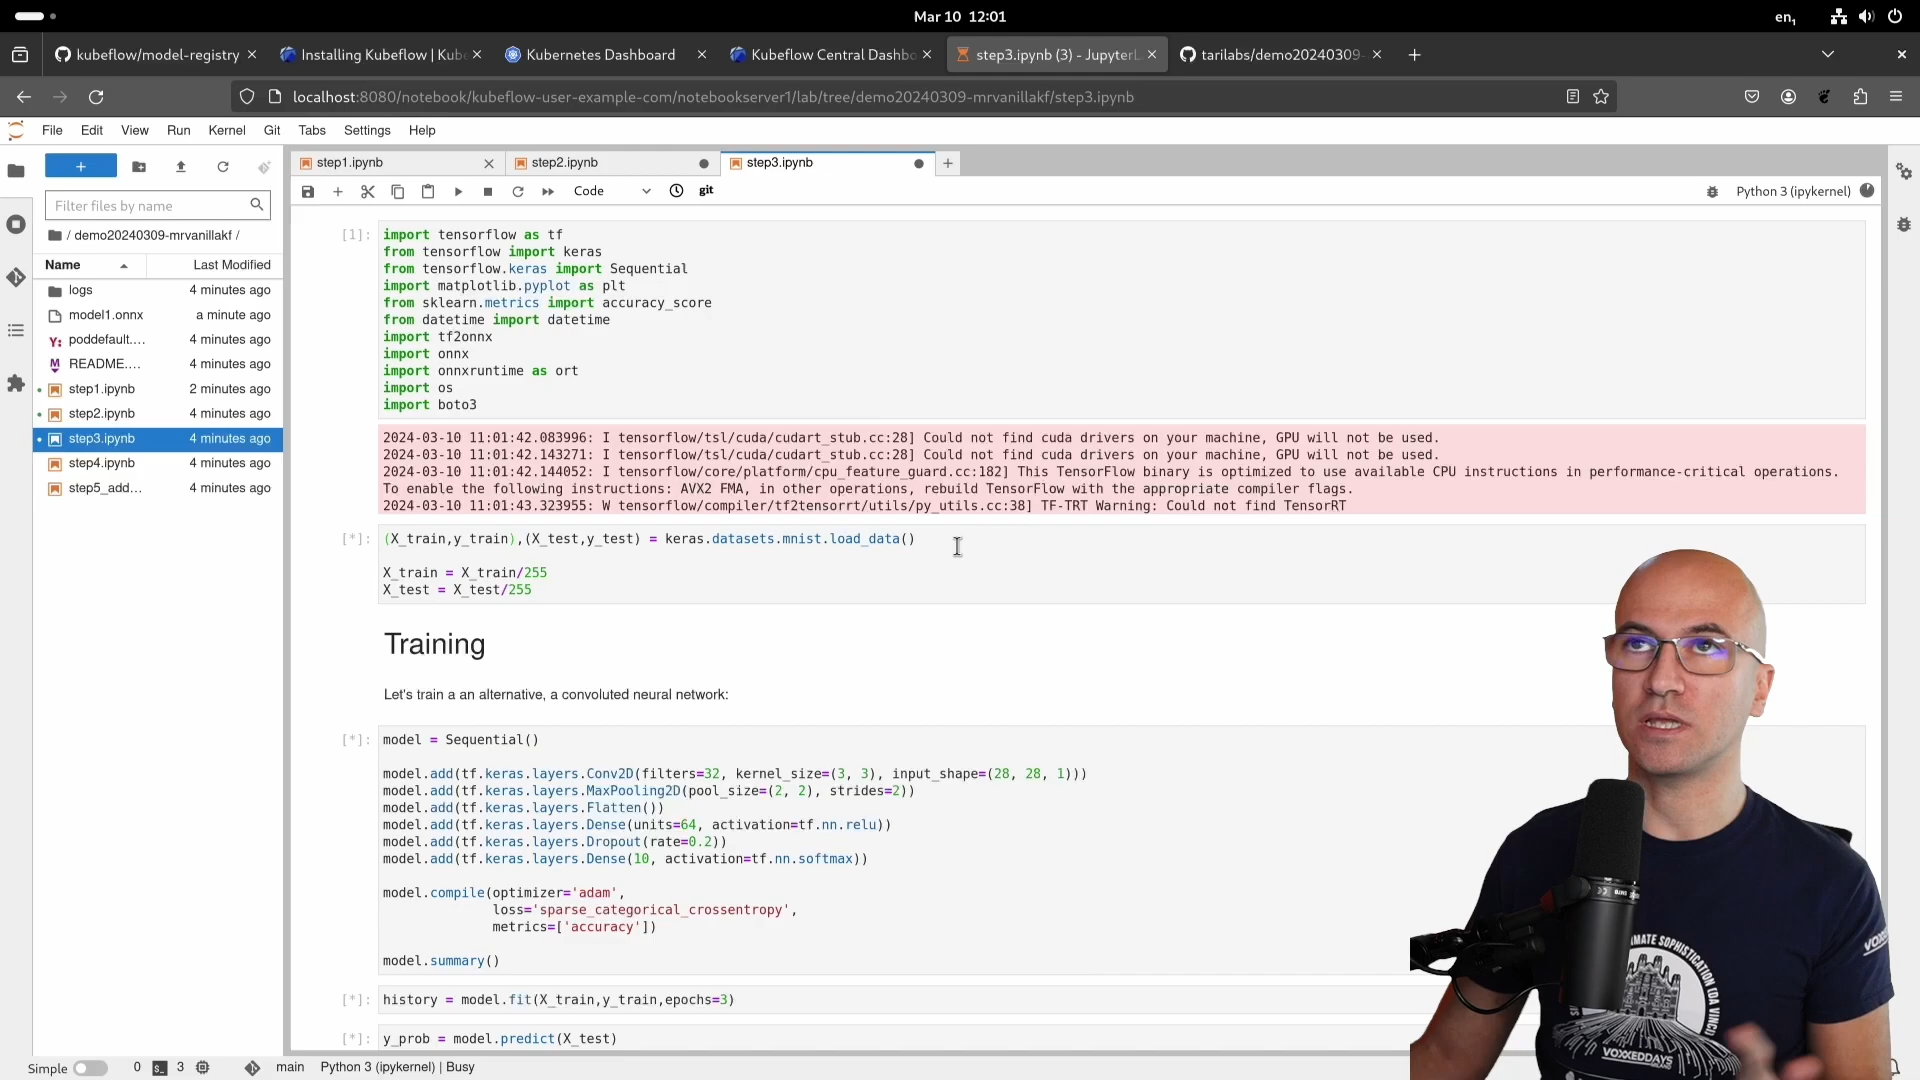 Mar 10 12:01
en1
kubeflow/model-registry
Installing Kubeflow | Kub
Kubernetes Dashboard
Kubeflow Central Dashbo
step3.ipynb (3) - JupyterL
tarilabs/demo20240309-
localhost:8080/notebook/kubeflow-user-example-com/notebookserver1/lab/tree/demo20240309-mrvanillakf/step3.ipynb
File Edit View Run Kernel Git Tabs Settings Help
step1.ipynb
step2.ipynb
step3.ipynb
Code
git
Python 3 (ipykernel)
Filter files by name
/ demo20240309-mrvanillakf /
Name Last Modified
logs 4 minutes ago
model1.onnx a minute ago
poddefault.... 4 minutes ago
README.... 4 minutes ago
step1.ipynb 2 minutes ago
step2.ipynb 4 minutes ago
step3.ipynb 4 minutes ago
step4.ipynb 4 minutes ago
step5_add... 4 minutes ago
[1]: import tensorflow as tf
from tensorflow import keras
from tensorflow.keras import Sequential
import matplotlib.pyplot as plt
from sklearn.metrics import accuracy_score
from datetime import datetime
import tf2onnx
import onnx
import onnxruntime as ort
import os
import boto3
2024-03-10 11:01:42.083996: I tensorflow/tsl/cuda/cudart_stub.cc:28] Could not find cuda drivers on your machine, GPU will not be used.
2024-03-10 11:01:42.143271: I tensorflow/tsl/cuda/cudart_stub.cc:28] Could not find cuda drivers on your machine, GPU will not be used.
2024-03-10 11:01:42.144052: I tensorflow/core/platform/cpu_feature_guard.cc:182] This TensorFlow binary is optimized to use available CPU instructions in performance-critical operations.
To enable the following instructions: AVX2 FMA, in other operations, rebuild TensorFlow with the appropriate compiler flags.
2024-03-10 11:01:43.323955: W tensorflow/compiler/tf2tensorrt/utils/py_utils.cc:38] TF-TRT Warning: Could not find TensorRT
[*]: (X_train,y_train),(X_test,y_test) = keras.datasets.mnist.load_data()
X_train = X_train/255
X_test = X_test/255
Training
Let's train a an alternative, a convoluted neural network:
[*]: model = Sequential()
model.add(tf.keras.layers.Conv2D(filters=32, kernel_size=(3, 3), input_shape=(28, 28, 1)))
model.add(tf.keras.layers.MaxPooling2D(pool_size=(2, 2), strides=2))
model.add(tf.keras.layers.Flatten())
model.add(tf.keras.layers.Dense(units=64, activation=tf.nn.relu))
model.add(tf.keras.layers.Dropout(rate=0.2))
model.add(tf.keras.layers.Dense(10, activation=tf.nn.softmax))
model.compile(optimizer='adam',
loss='sparse_categorical_crossentropy',
metrics=['accuracy'])
model.summary()
[*]: history = model.fit(X_train,y_train,epochs=3)
[*]: y_prob = model.predict(X_test)
IMATE SOPHISTICATION (DA VINCI)
VOXXEDDAYS
Simple 0 3 main Python 3 (ipykernel) | Busy